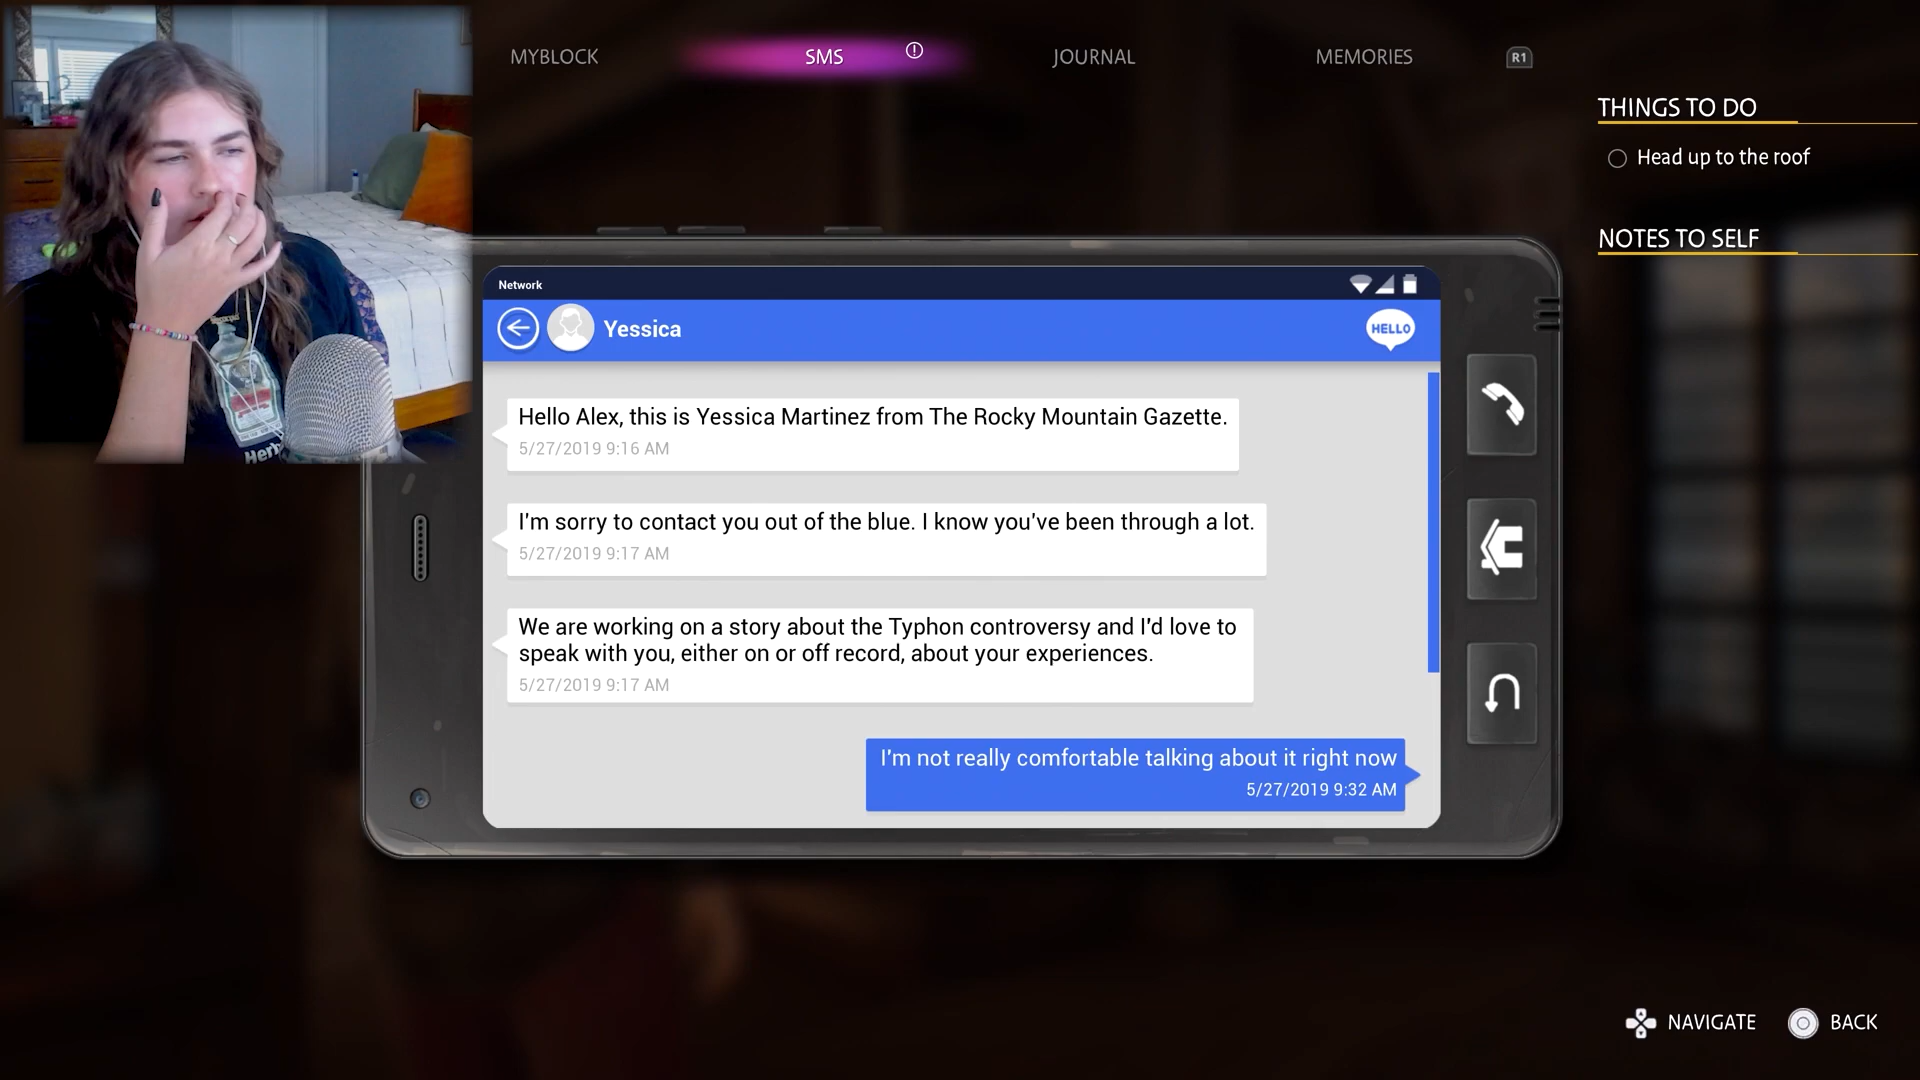 MYBLOCK
SMS
JOURNAL
MEMORIES
R1
THINGS TO DO
Head up to the roof
NOTES TO SELF
Network
Yessica
HELLO
Hello Alex, this is Yessica Martinez from The Rocky Mountain Gazette.
5/27/2019 9:16 AM
I'm sorry to contact you out of the blue. I know you've been through a lot.
5/27/2019 9:17 AM
We are working on a story about the Typhon controversy and I'd love to
speak with you, either on or off record, about your experiences.
5/27/2019 9:17 AM
I'm not really comfortable talking about it right now
5/27/2019 9:32 AM
Herb
NAVIGATE
BACK